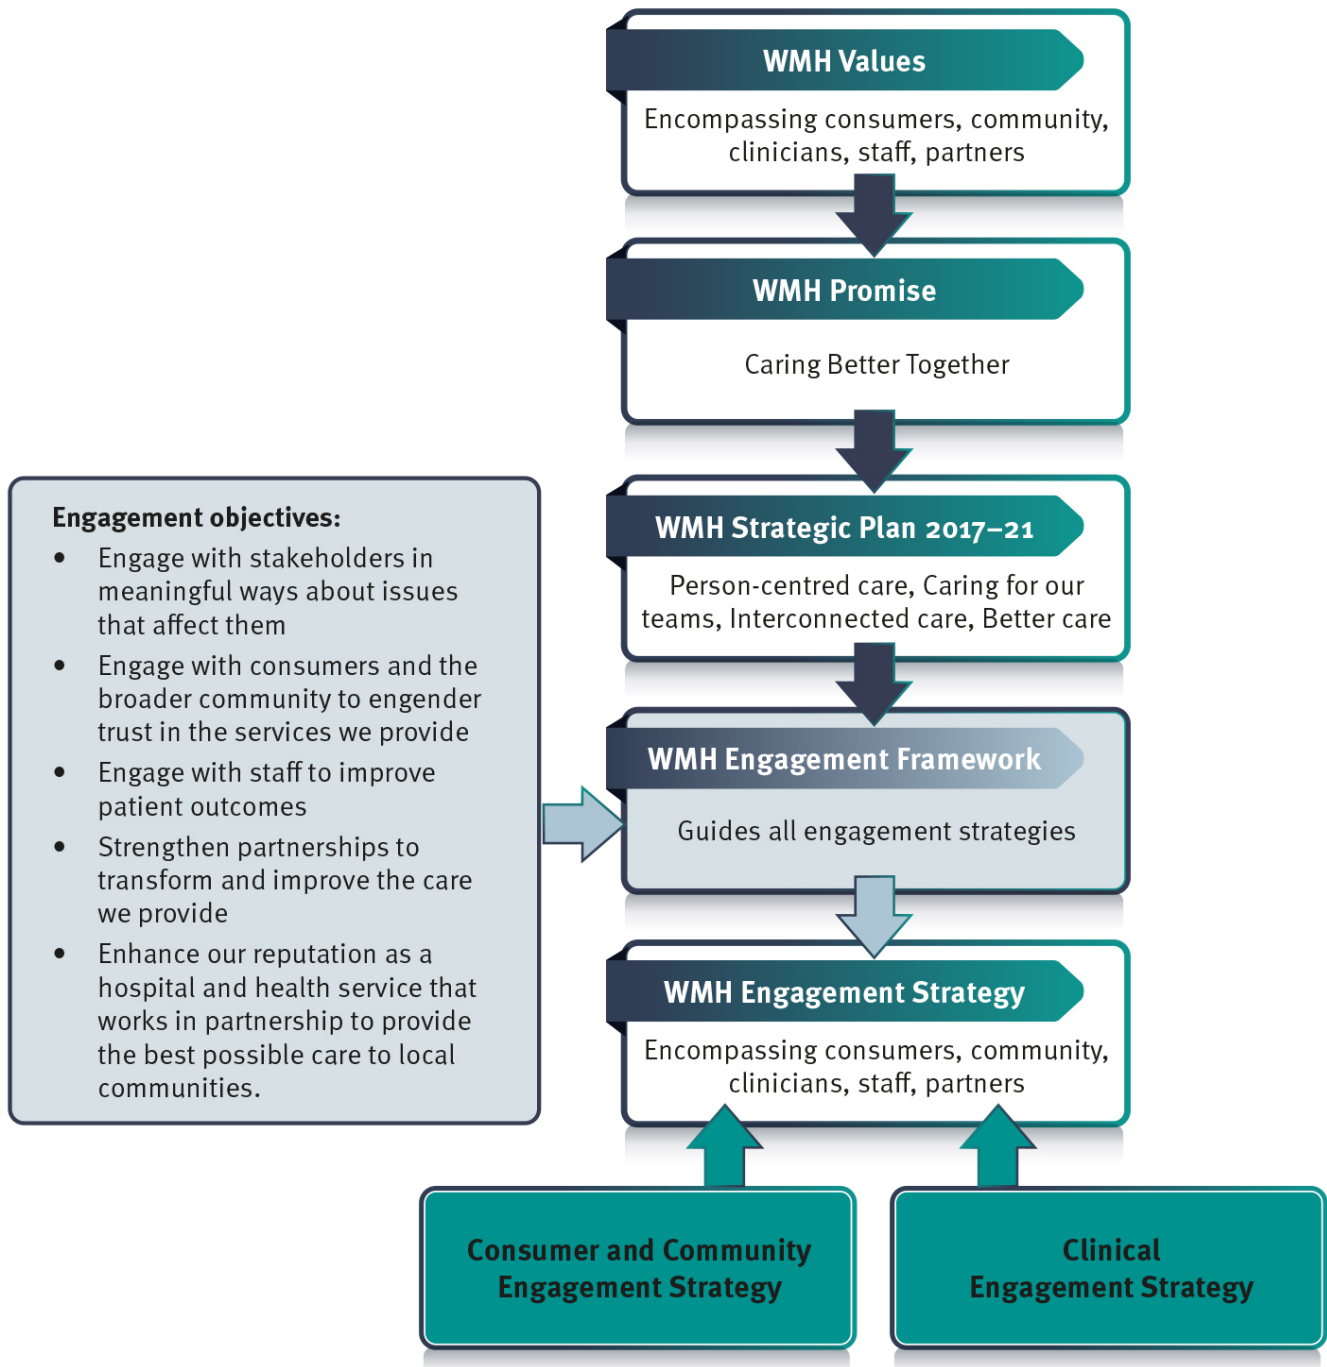 WMH Values
Encompassing consumers, community,
clinicians, staff, partners
WMH Promise
Caring Better Together
WMH Strategic Plan 2017–21
Person-centred care, Caring for our
teams, Interconnected care, Better care
Engagement objectives:
• Engage with stakeholders in
meaningful ways about issues
that affect them
• Engage with consumers and the
broader community to engender
trust in the services we provide
• Engage with staff to improve
patient outcomes
• Strengthen partnerships to
transform and improve the care
we provide
• Enhance our reputation as a
hospital and health service that
works in partnership to provide
the best possible care to local
communities.
WMH Engagement Framework
Guides all engagement strategies
WMH Engagement Strategy
Encompassing consumers, community,
clinicians, staff, partners
Consumer and Community
Engagement Strategy
Clinical
Engagement Strategy